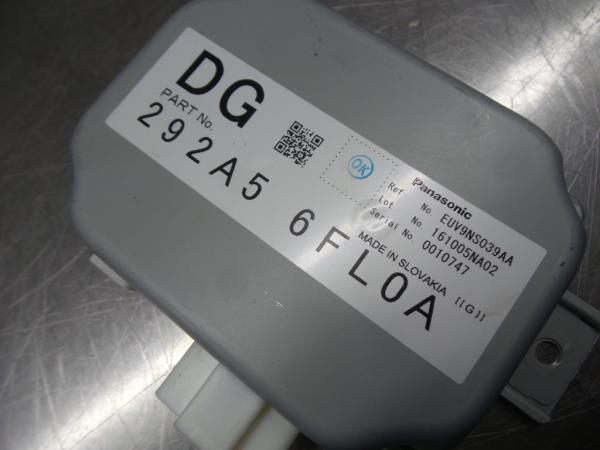 DG
PART No.
292A5 6FL0A
OK
Panasonic
Ref. No. EUV9NS039AA
Lot No. 161005NA02
Serial No. 0010747
MADE IN SLOVAKIA [[G]]